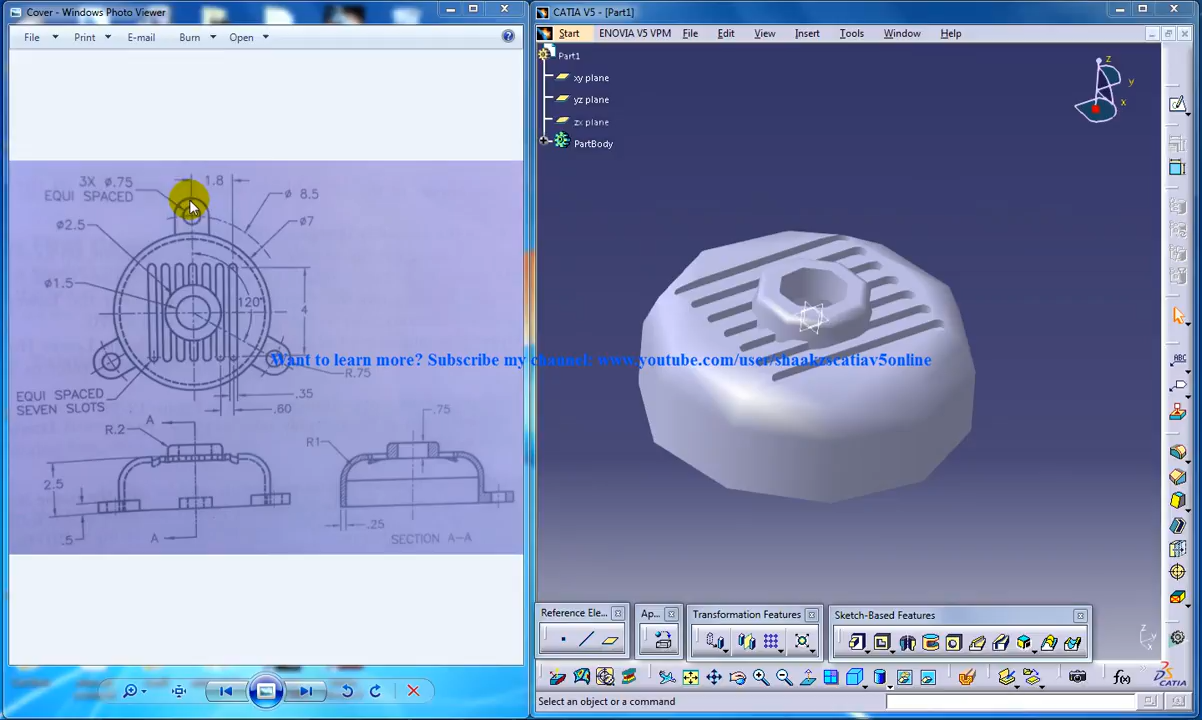 Cover - Windows Photo Viewer
File
Print
E-mail
Burn
Open
3X ø.75
EQUI SPACED
1.8
ø 8.5
ø2.5
ø7
ø1.5
120°
4
R.75
EQUI SPACED
SEVEN SLOTS
.35
.60
A
R.2
.75
R1
2.5
.5
A
.25
SECTION A-A
Want to learn more? Subscribe my channel: www.youtube.com/user/shaakzscatiav5online
CATIA V5 - [Part1]
Start
ENOVIA V5 VPM
File
Edit
View
Insert
Tools
Window
Help
Part1
xy plane
yz plane
zx plane
PartBody
z
y
x
ABC
Reference Ele...
Ap...
Transformation Features
Sketch-Based Features
f(x)
CATIA
Select an object or a command